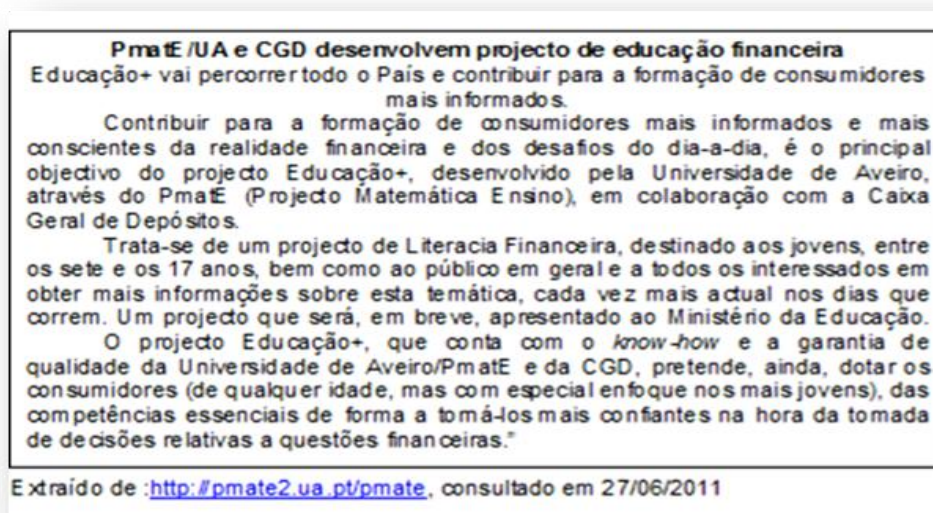 PmatE/UA e CGD desenvolvem projecto de educação financeira
Educação+ vai percorrer todo o País e contribuir para a formação de consumidores
mais informados.
Contribuir para a formação de consumidores mais informados e mais
conscientes da realidade financeira e dos desafios do dia-a-dia, é o principal
objectivo do projecto Educação+, desenvolvido pela Universidade de Aveiro,
através do PmatE (Projecto Matemática Ensino), em colaboração com a Caixa
Geral de Depósitos.
Trata-se de um projecto de Literacia Financeira, destinado aos jovens, entre
os sete e os 17 anos, bem como ao público em geral e a todos os interessados em
obter mais informações sobre esta temática, cada vez mais actual nos dias que
correm. Um projecto que será, em breve, apresentado ao Ministério da Educação.
O projecto Educação+, que conta com o know-how e a garantia de
qualidade da Universidade de Aveiro/PmatE e da CGD, pretende, ainda, dotar os
consumidores (de qualquer idade, mas com especial enfoque nos mais jovens), das
competências essenciais de forma a torná-los mais confiantes na hora da tomada
de decisões relativas a questões financeiras."
Extraído de :http://pmate2.ua.pt/pmate, consultado em 27/06/2011